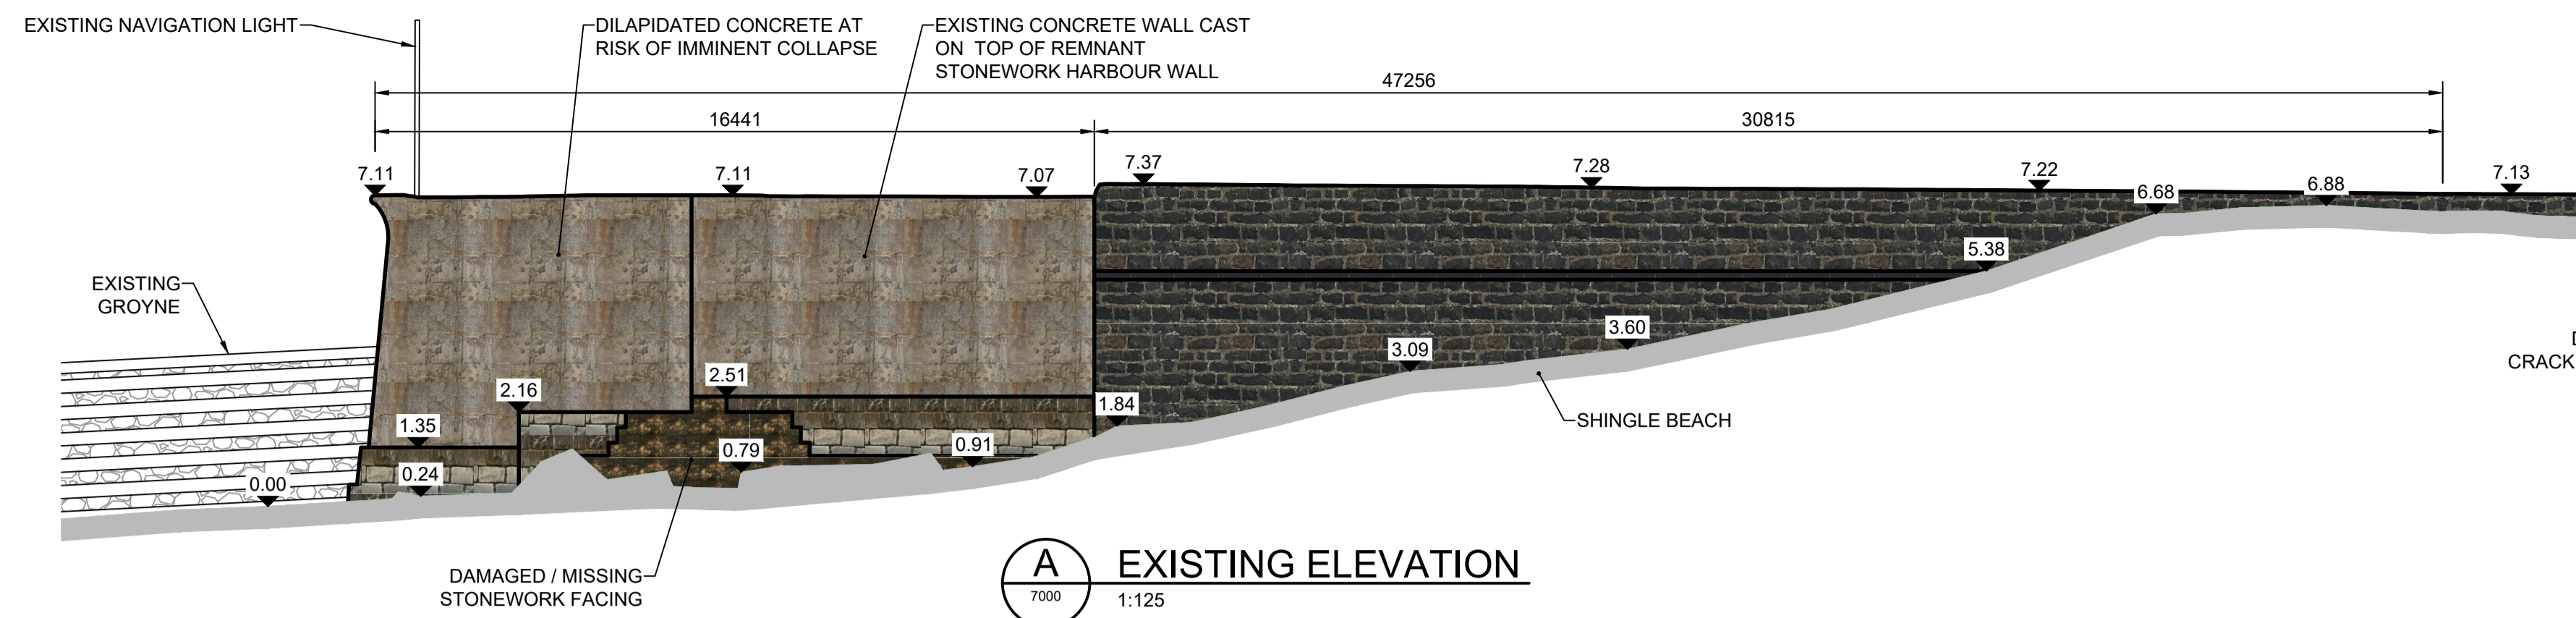 EXISTING NAVIGATION LIGHT
DILAPIDATED CONCRETE AT
RISK OF IMMINENT COLLAPSE
EXISTING CONCRETE WALL CAST
ON TOP OF REMNANT
STONEWORK HARBOUR WALL
47256
16441
30815
7.11
7.11
7.07
7.37
7.28
7.22
6.68
6.88
7.13
5.38
EXISTING
GROYNE
3.60
3.09
D
CRACK
2.51
2.16
1.84
1.35
SHINGLE BEACH
0.91
0.79
0.24
0.00
DAMAGED / MISSING
STONEWORK FACING
A
7000
EXISTING ELEVATION
1:125